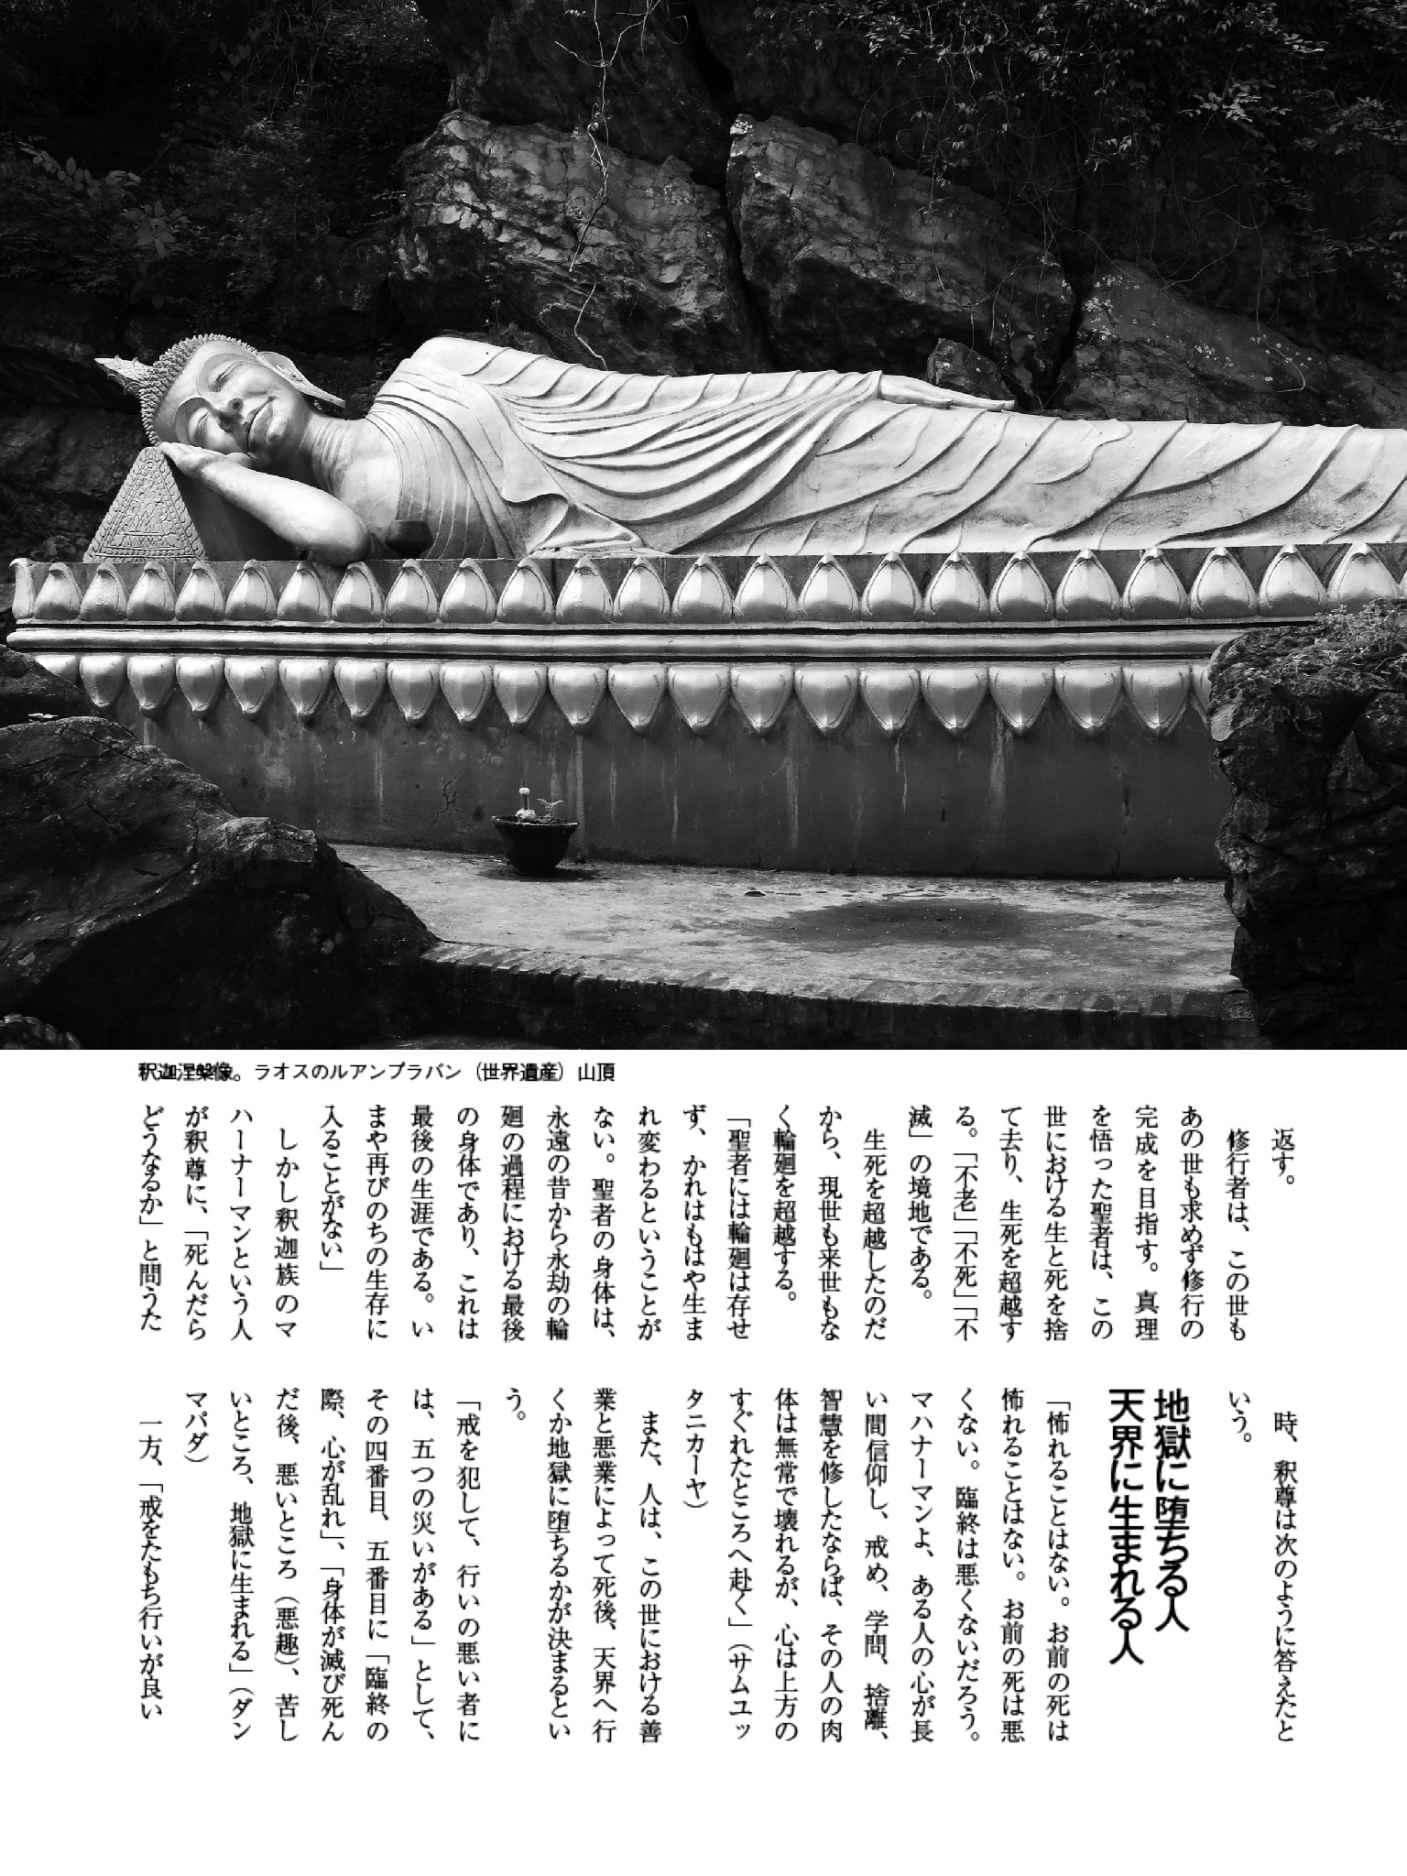 釈迦涅槃像。ラオスのルアンプラバン（世界遺産）山頂
返す。
修行者は、この世も
あの世も求めず修行の
完成を目指す。真理
を悟った聖者は、この
世における生と死を捨
て去り、生死を超越す
る。「不老」「不死」「不
滅」の境地である。
生死を超越したのだ
から、現世も来世もな
く輪廻を超越する。
「聖者には輪廻は存せ
ず、かれはもはや生ま
れ変わるということが
ない。聖者の身体は、
永遠の昔から永劫の輪
廻の過程における最後
の身体であり、これは
最後の生涯である。い
まや再びのちの生存に
入ることがない」
しかし釈迦族のマ
ハーナーマンという人
が釈尊に、「死んだら
どうなるか」と問うた
時、釈尊は次のように答えたと
いう。
地獄に堕ちる人
天界に生まれる人
「怖れることはない。お前の死は
怖れることはない。お前の死は悪
くない。臨終は悪くないだろう。
マハナーマンよ、ある人の心が長
い間信仰し、戒め、学問、捨離、
智慧を修したならば、その人の肉
体は無常で壊れるが、心は上方の
すぐれたところへ赴く」（サムユッ
タニカーヤ）
また、人は、この世における善
業と悪業によって死後、天界へ行
くか地獄に堕ちるかが決まるとい
う。
「戒を犯して、行いの悪い者に
は、五つの災いがある」として、
その四番目、五番目に「臨終の
際、心が乱れ」、「身体が滅び死ん
だ後、悪いところ（悪趣）、苦し
いところ、地獄に生まれる」（ダン
マパダ）
一方、「戒をたもち行いが良い